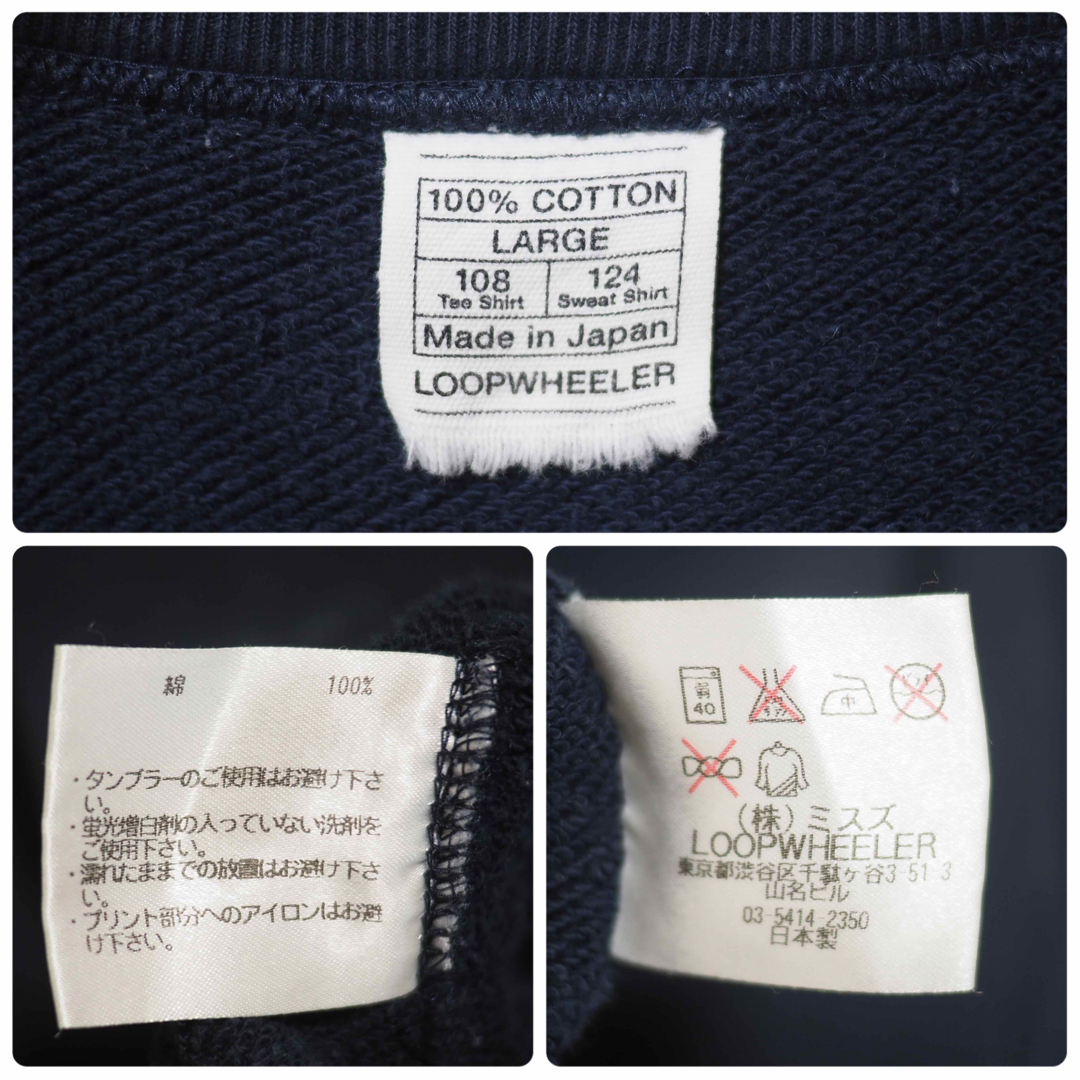 100% COTTON
LARGE
108 124
Tee Shirt Sweat Shirt
Made in Japan
LOOPWHEELER
綿 100%
・タンブラーのご使用はお避け下さ
い。
・蛍光増白剤の入っていない洗剤を
ご使用下さい。
・濡れたままでの放置はお避け下さ
い。
・プリント部分へのアイロンはお避
け下さい。
40
中
(株)ミスズ
LOOPWHEELER
東京都渋谷区千駄ヶ谷3-51 3
山名ビル
03-5414-2350
日本製